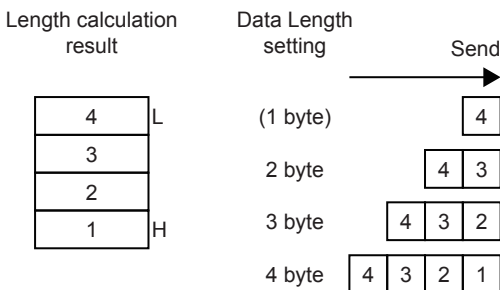 Length calculation
result
Data Length
setting
Send
4 L
3
2
1 H
(1 byte) 4
2 byte 4 3
3 byte 4 3 2
4 byte 4 3 2 1